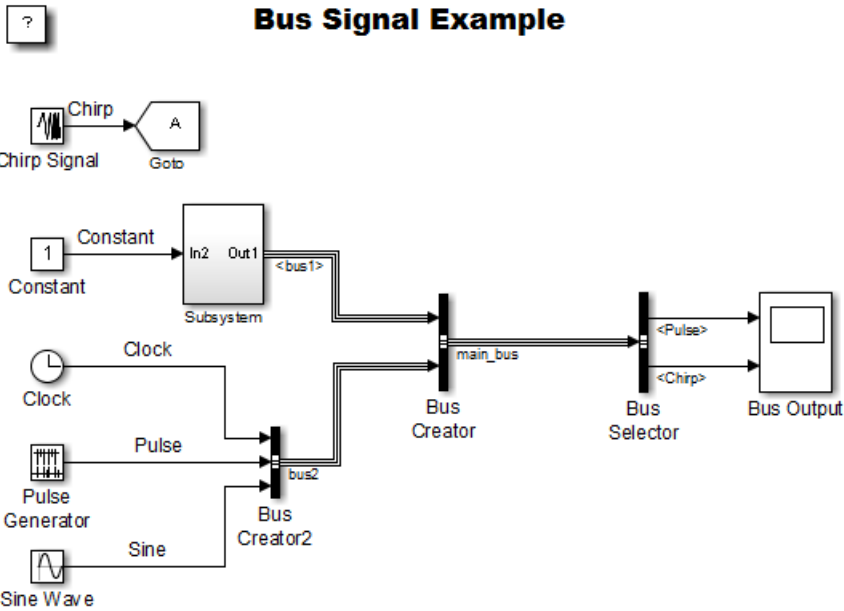 ?
Bus Signal Example
Chirp
A
Chirp Signal
Goto
Constant
1
In2
Out1
<bus1>
Constant
Subsystem
Clock
main_bus
<Pulse>
<Chirp>
Clock
Bus
Creator
Bus
Selector
Bus Output
Pulse
bus2
Pulse
Generator
Bus
Creator2
Sine
Sine Wave